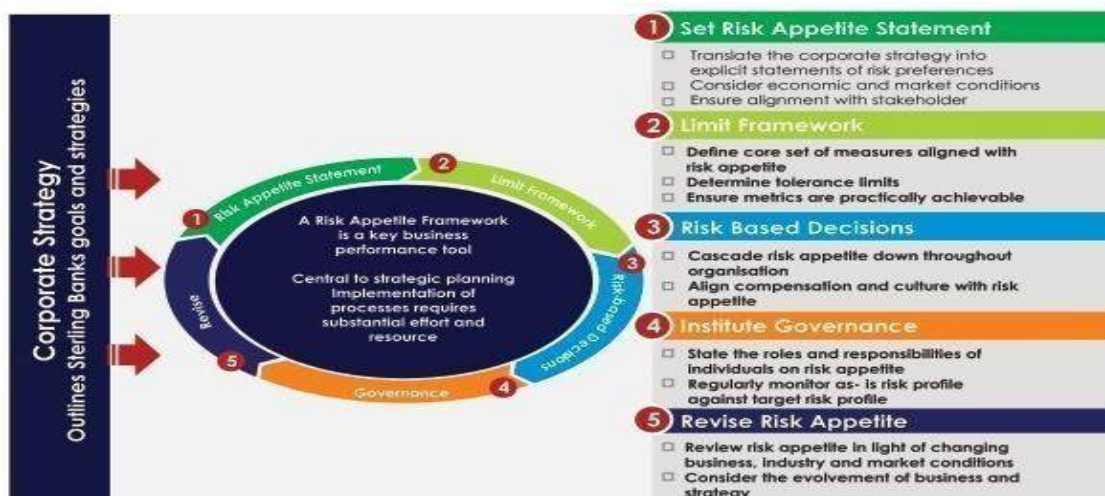 Corporate Strategy
Outlines Sterling Banks goals and strategies
1
Risk Appetite Statement
2
Limit Framework
3
Risk-based Decisions
4
Governance
5
Revise
A Risk Appetite Framework
is a key business
performance tool
Central to strategic planning
Implementation of
processes requires
substantial effort and
resource
1 Set Risk Appetite Statement
Translate the corporate strategy into
explicit statements of risk preferences
Consider economic and market conditions
Ensure alignment with stakeholder
2 Limit Framework
Define core set of measures aligned with
risk appetite
Determine tolerance limits
Ensure metrics are practically achievable
3 Risk Based Decisions
Cascade risk appetite down throughout
organisation
Align compensation and culture with risk
appetite
4 Institute Governance
State the roles and responsibilities of
individuals on risk appetite
Regularly monitor as- is risk profile
against target risk profile
5 Revise Risk Appetite
Review risk appetite in light of changing
business, industry and market conditions
Consider the evolvement of business and
strategy